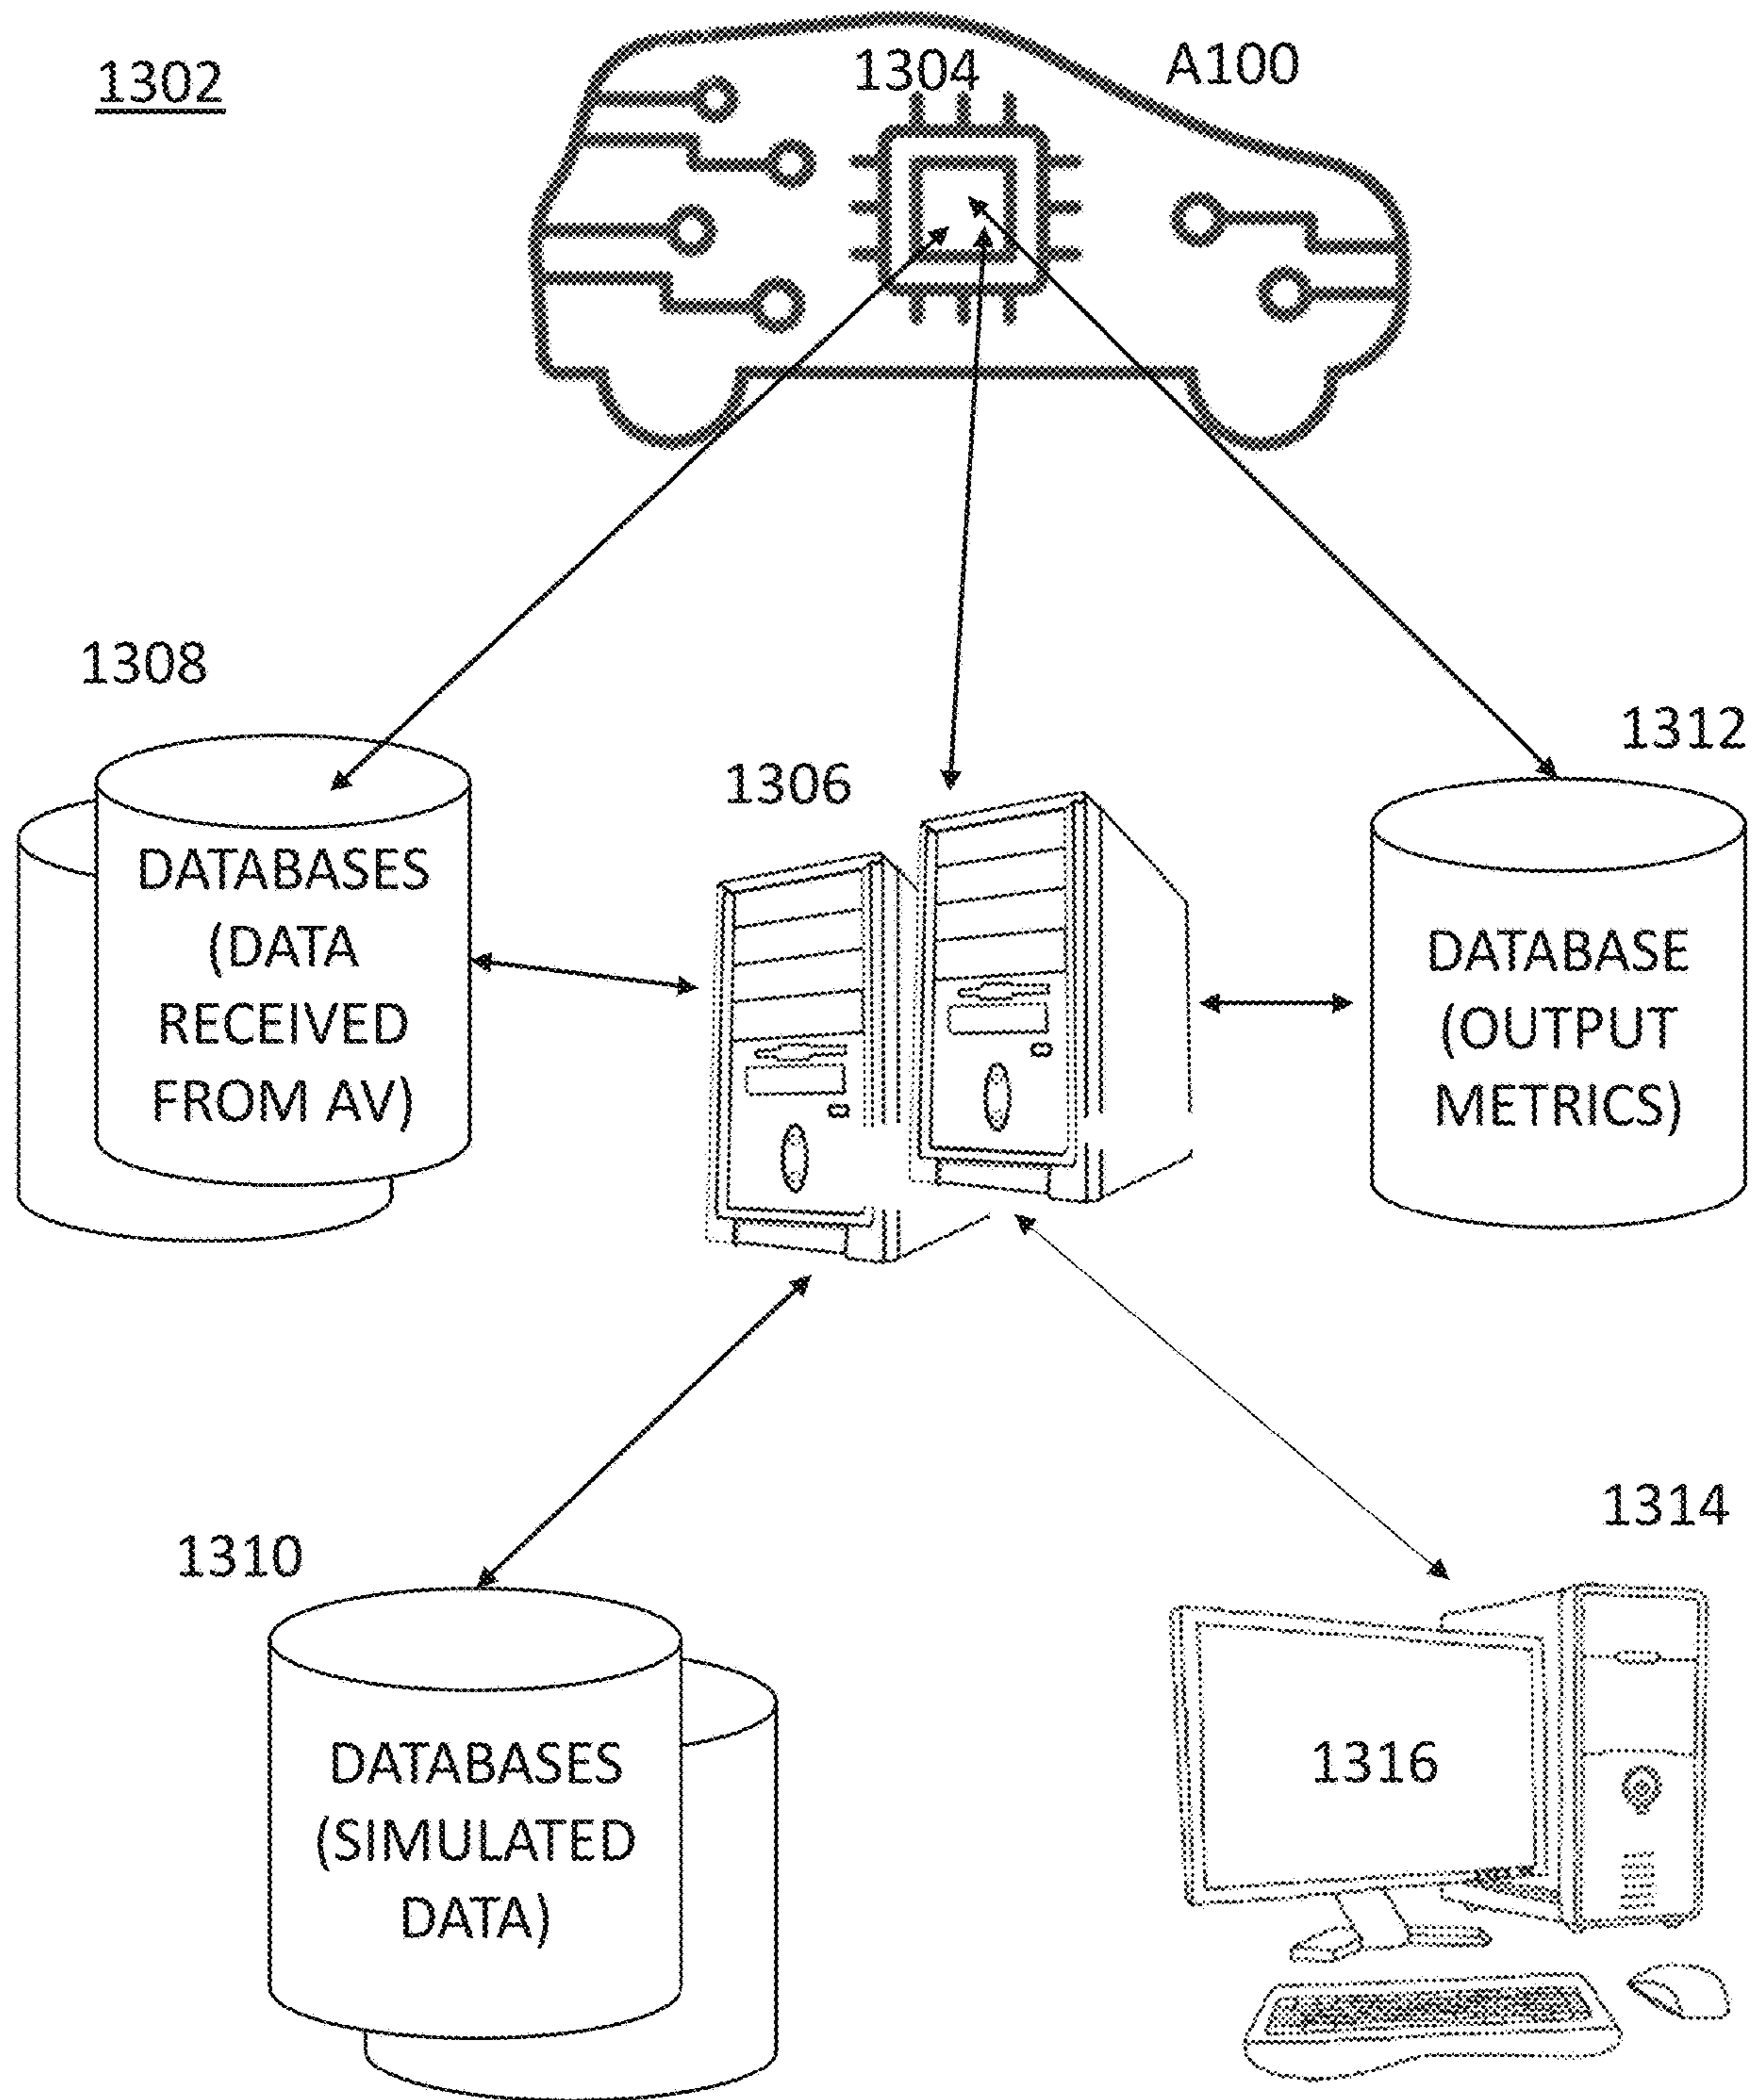 1302
1304
A100
1308
1312
1306
DATABASES
(DATA
RECEIVED
FROM AV)
DATABASE
(OUTPUT
METRICS)
1314
1310
DATABASES
(SIMULATED
DATA)
1316